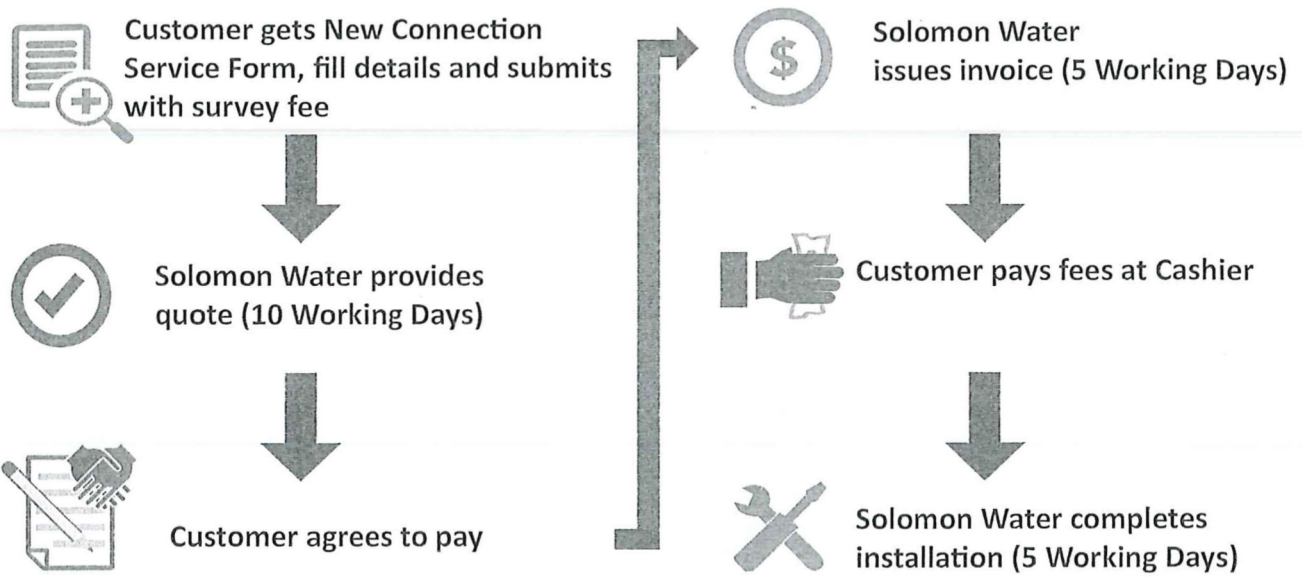 Customer gets New Connection
Service Form, fill details and submits
with survey fee
Solomon Water provides
quote (10 Working Days)
Customer agrees to pay
Solomon Water
issues invoice (5 Working Days)
$
Customer pays fees at Cashier
Solomon Water completes
installation (5 Working Days)